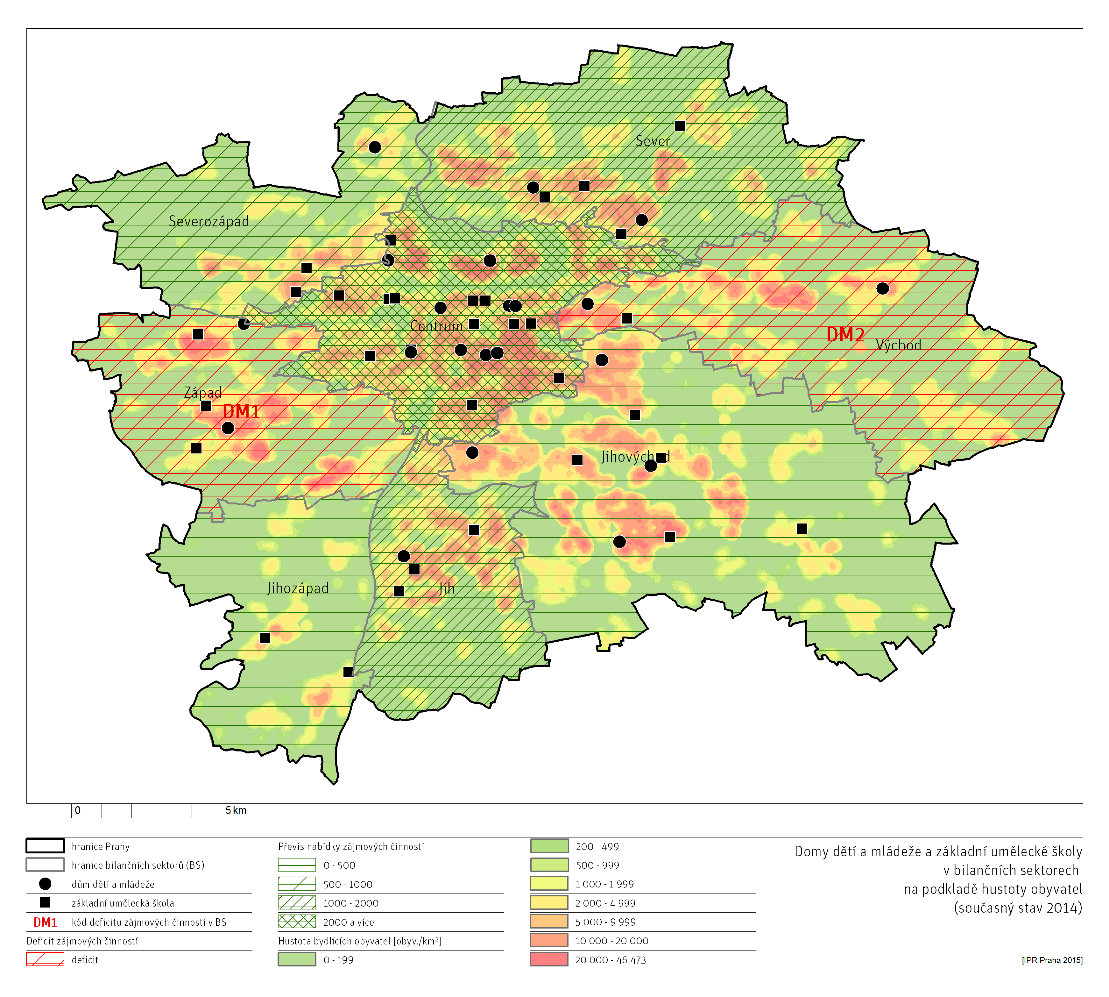 Sever
Severozápad
Centrum
DM2
Východ
Západ
DM1
Jihovýchod
Jihozápad
Jih
0
5 km
hranice Prahy
hranice bilančních sektorů (BS)
dům dětí a mládeže
základní umělecká škola
DM1 kód deficitu zájmových činností v BS
Deficit zájmových činností
deficit
Převis nabídky zájmových činností
0 - 500
500 - 1000
1000 - 2000
2000 a více
Hustota bydlících obyvatel [obyv./km²]
0 - 199
200 - 499
500 - 999
1 000 - 1 999
2 000 - 4 999
5 000 - 9 999
10 000 - 20 000
20 000 - 46 473
Domy dětí a mládeže a základní umělecké školy
v bilančních sektorech
na podkladě hustoty obyvatel
(současný stav 2014)
[IPR Praha 2015]